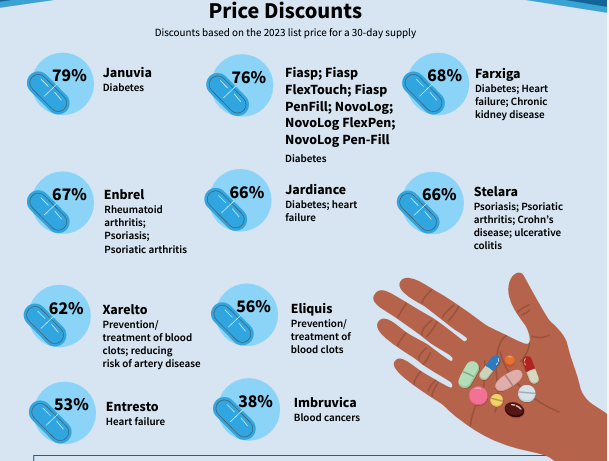 Price Discounts
Discounts based on the 2023 list price for a 30-day supply
79%
Januvia
Diabetes
76%
Fiasp; Fiasp
FlexTouch; Fiasp
PenFill; NovoLog;
NovoLog FlexPen;
NovoLog Pen-Fill
Diabetes
68%
Farxiga
Diabetes; Heart
failure; Chronic
kidney disease
67%
Enbrel
Rheumatoid
arthritis;
Psoriasis;
Psoriatic arthritis
66%
Jardiance
Diabetes; heart
failure
66%
Stelara
Psoriasis; Psoriatic
arthritis; Crohn's
disease; ulcerative
colitis
62%
Xarelto
Prevention/
treatment of blood
clots; reducing
risk of artery disease
56%
Eliquis
Prevention/
treatment of
blood clots
53%
Entresto
Heart failure
38%
Imbruvica
Blood cancers